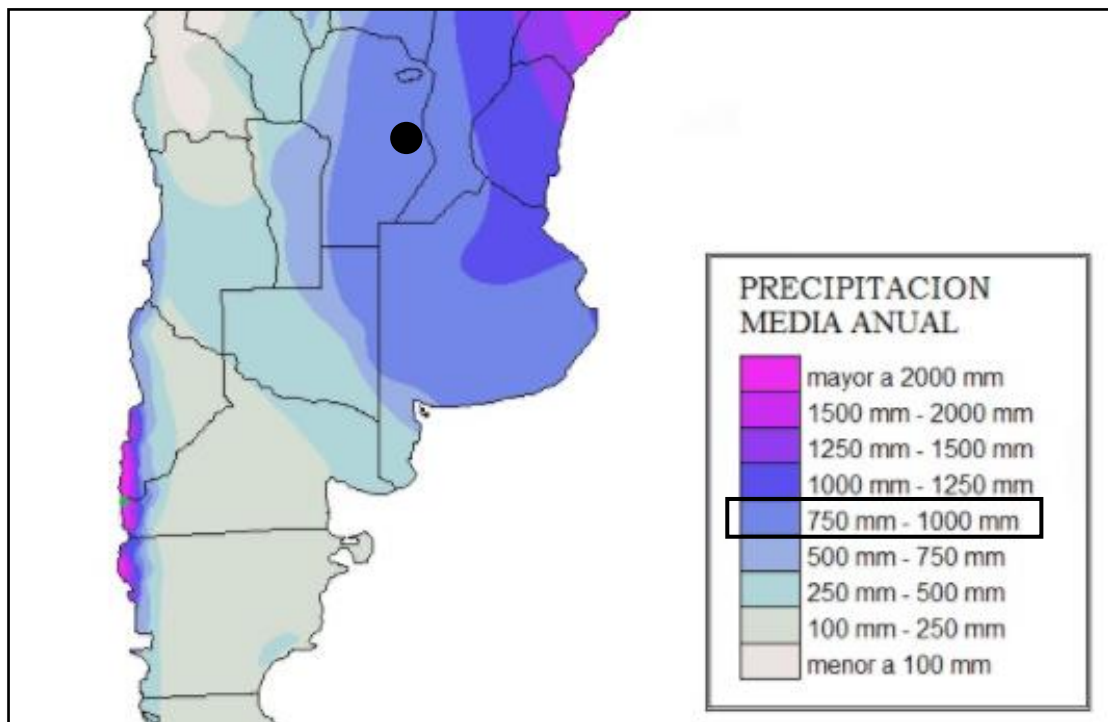 PRECIPITACION
MEDIA ANUAL
mayor a 2000 mm
1500 mm - 2000 mm
1250 mm - 1500 mm
1000 mm - 1250 mm
750 mm - 1000 mm
500 mm - 750 mm
250 mm - 500 mm
100 mm - 250 mm
menor a 100 mm